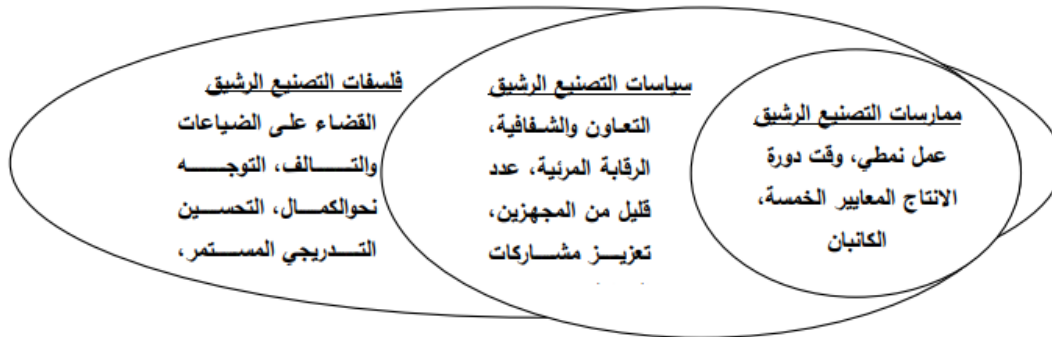 ممارسات التصنيع الرشيق
عمل نمطي، وقت دورة
الانتاج المعايير الخمسة،
الكانبان
سياسات التصنيع الرشيق
التعاون والشفافية،
الرقابة المرئية، عدد
قليل من المجهزين،
تعزيز مشاركات
فلسفات التصنيع الرشيق
القضاء على الضياعات
والتالف، التوجه
نحوالكمال، التحسين
التدريجي المستمر،